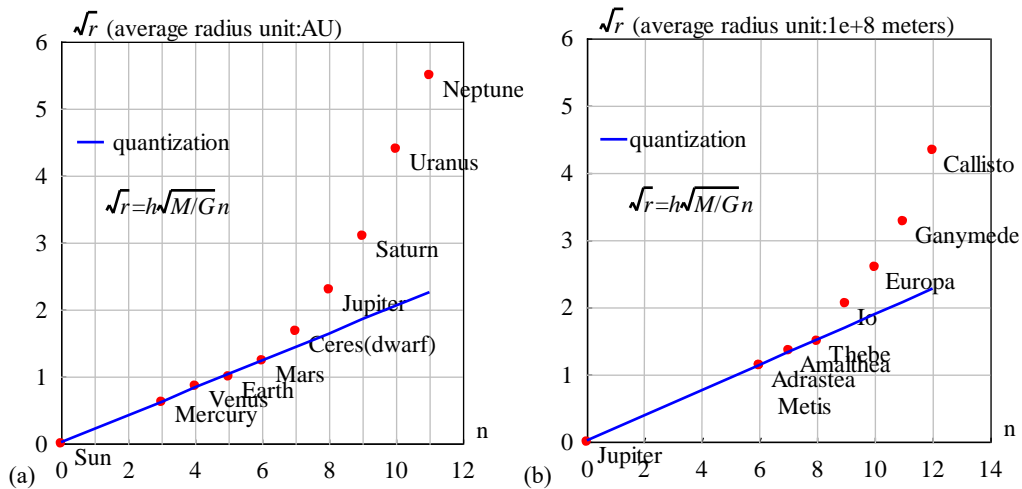 √r (average radius unit:AU)
6
5
4
3
2
1
0
Neptune
Uranus
Saturn
Jupiter
Ceres(dwarf)
Mars
Earth
Venus
Mercury
Sun
quantization
√r=h√M/Gn
n
0 2 4 6 8 10 12
(a)
√r (average radius unit:1e+8 meters)
6
5
4
3
2
1
0
Callisto
Ganymede
Europa
Io
Thebe
Amalthea
Adrastea
Metis
Jupiter
quantization
√r=h√M/Gn
n
0 2 4 6 8 10 12 14
(b)